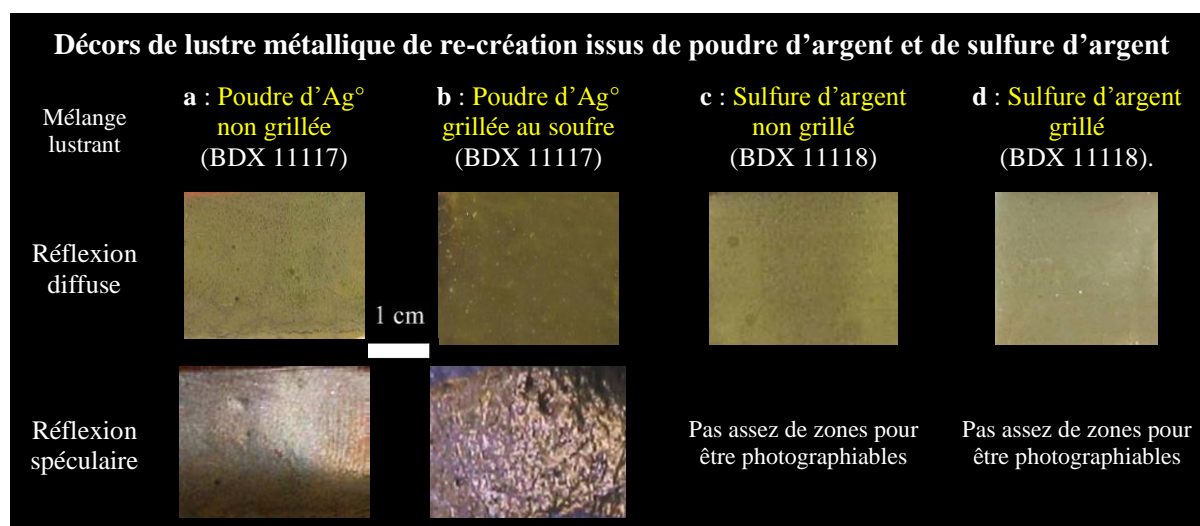 Décors de lustre métallique de re-création issus de poudre d'argent et de sulfure d'argent
Mélange
lustrant
a : Poudre d'Ag°
non grillée
(BDX 11117)
b : Poudre d'Ag°
grillée au soufre
(BDX 11117)
c : Sulfure d'argent
non grillé
(BDX 11118)
d : Sulfure d'argent
grillé
(BDX 11118).
Réflexion
diffuse
1 cm
Réflexion
spéculaire
Pas assez de zones pour
être photographiables
Pas assez de zones pour
être photographiables